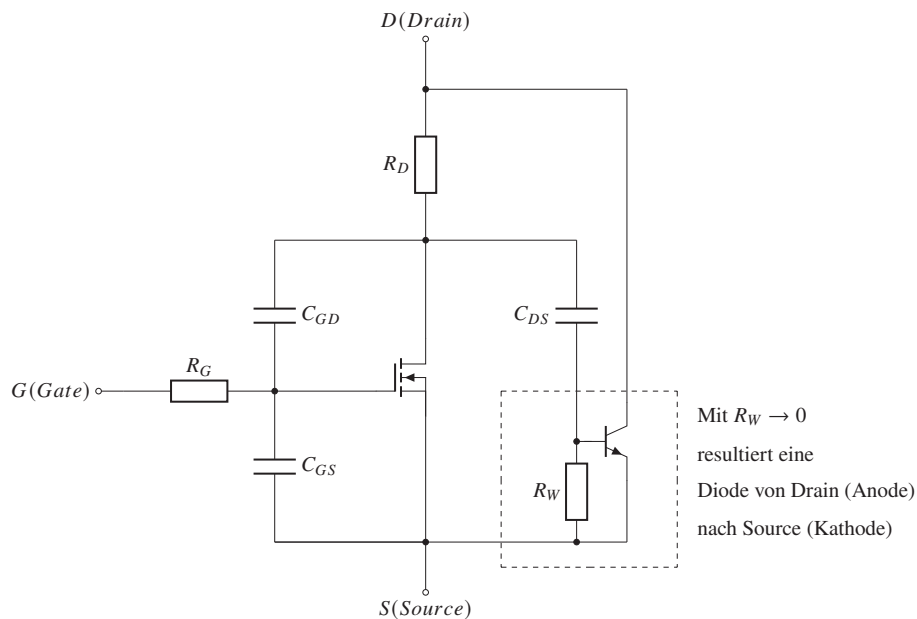 D(Drain)
R_D
C_GD
C_DS
R_G
G(Gate)
Mit R_W → 0
resultiert eine
C_GS
R_W
Diode von Drain (Anode)
nach Source (Kathode)
S(Source)